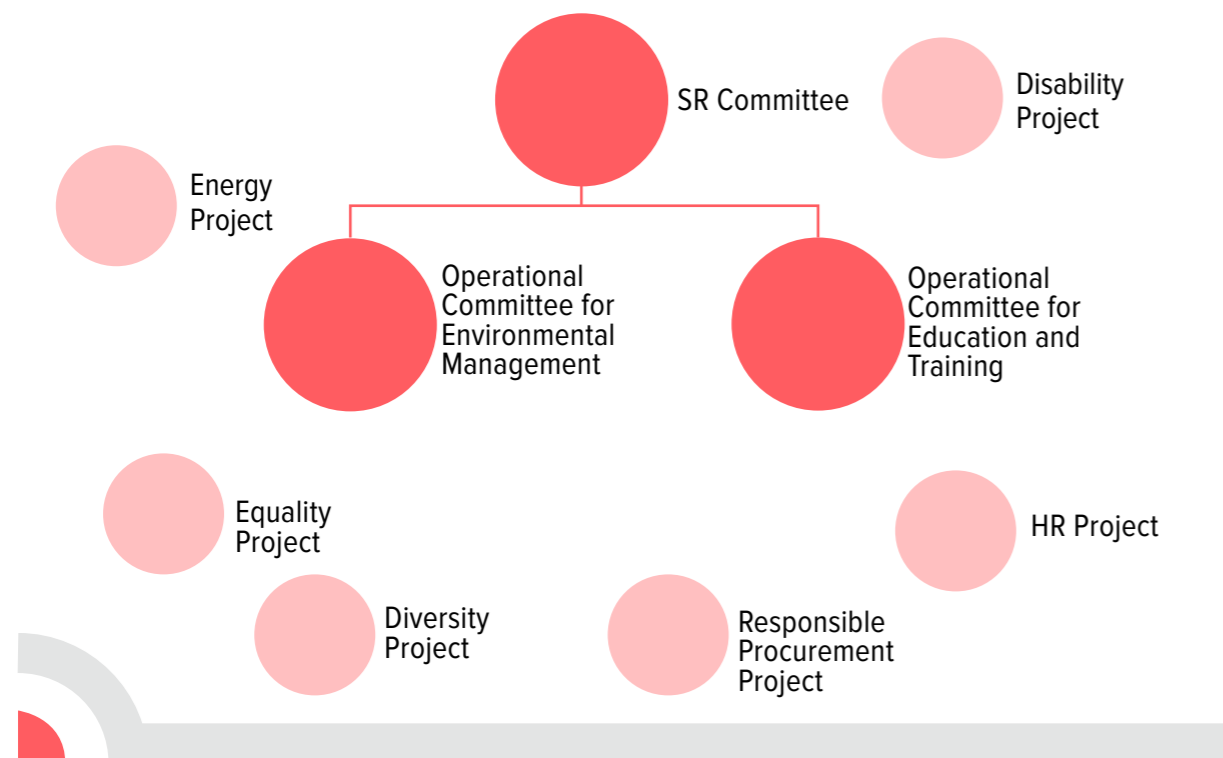 SR Committee
Disability
Project
Energy
Project
Operational
Committee for
Environmental
Management
Operational
Committee for
Education and
Training
Equality
Project
HR Project
Diversity
Project
Responsible
Procurement
Project